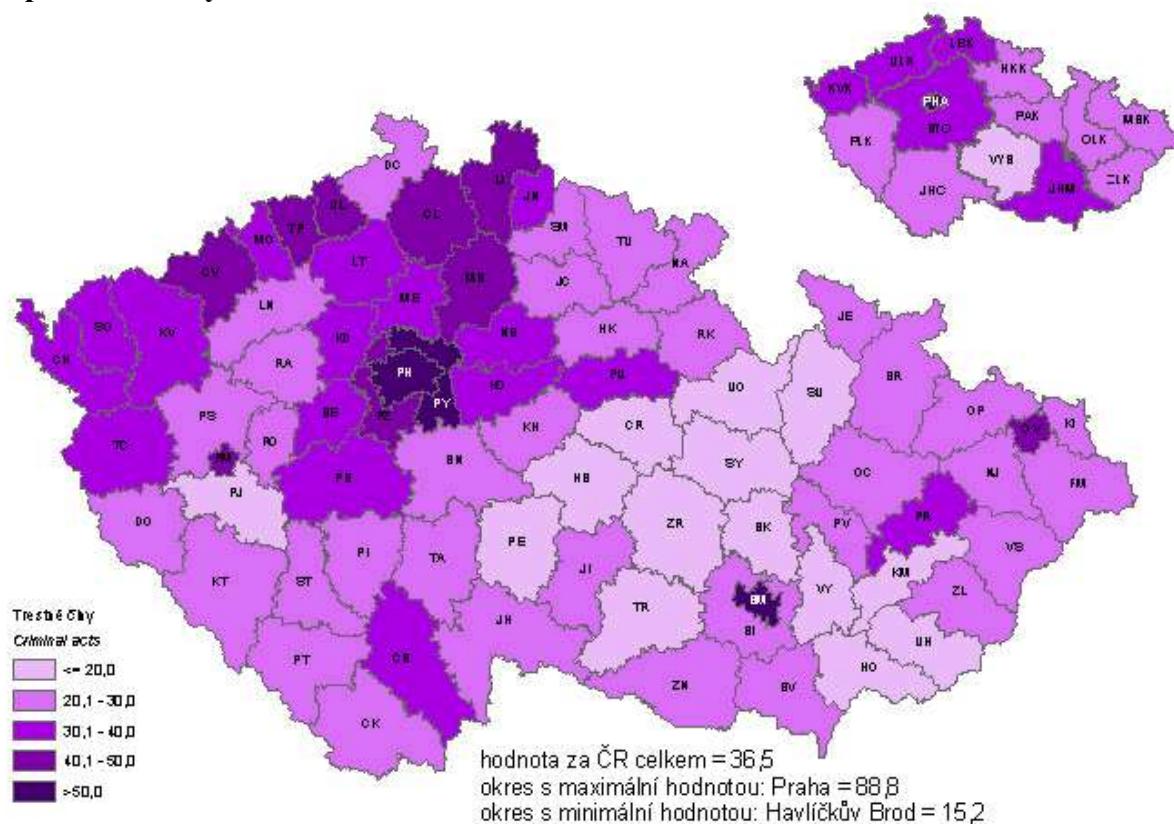 ULK
LBK
HKK
KVK
PHA
STC
PAK
MSK
PLK
OLK
VYS
ZLK
JHC
JHM
DC
LI
UL
JN
CL
TP
MO
SM
TU
LT
CV
NA
MB
JC
ME
LN
SO
KV
JE
NB
HK
RK
CH
KD
RA
PH
BR
KO
PU
PY
UO
SU
PS
BE
PZ
OP
RO
CR
KI
KH
TC
BN
SY
OC
NJ
FM
PB
HB
PJ
DO
ZR
PV
PR
BK
VS
PE
PI
TA
KT
ST
JI
KM
ZL
VY
BM
TR
Trestné činy
BI
JH
Criminal acts
UH
CB
PT
HO
<= 20,0
ZN
BV
20,1 - 30,0
CK
30,1 - 40,0
40,1 - 50,0
>50,0
hodnota za ČR celkem = 36,5
okres s maximální hodnotou: Praha = 88,8
okres s minimální hodnotou: Havlíčkův Brod = 15,2